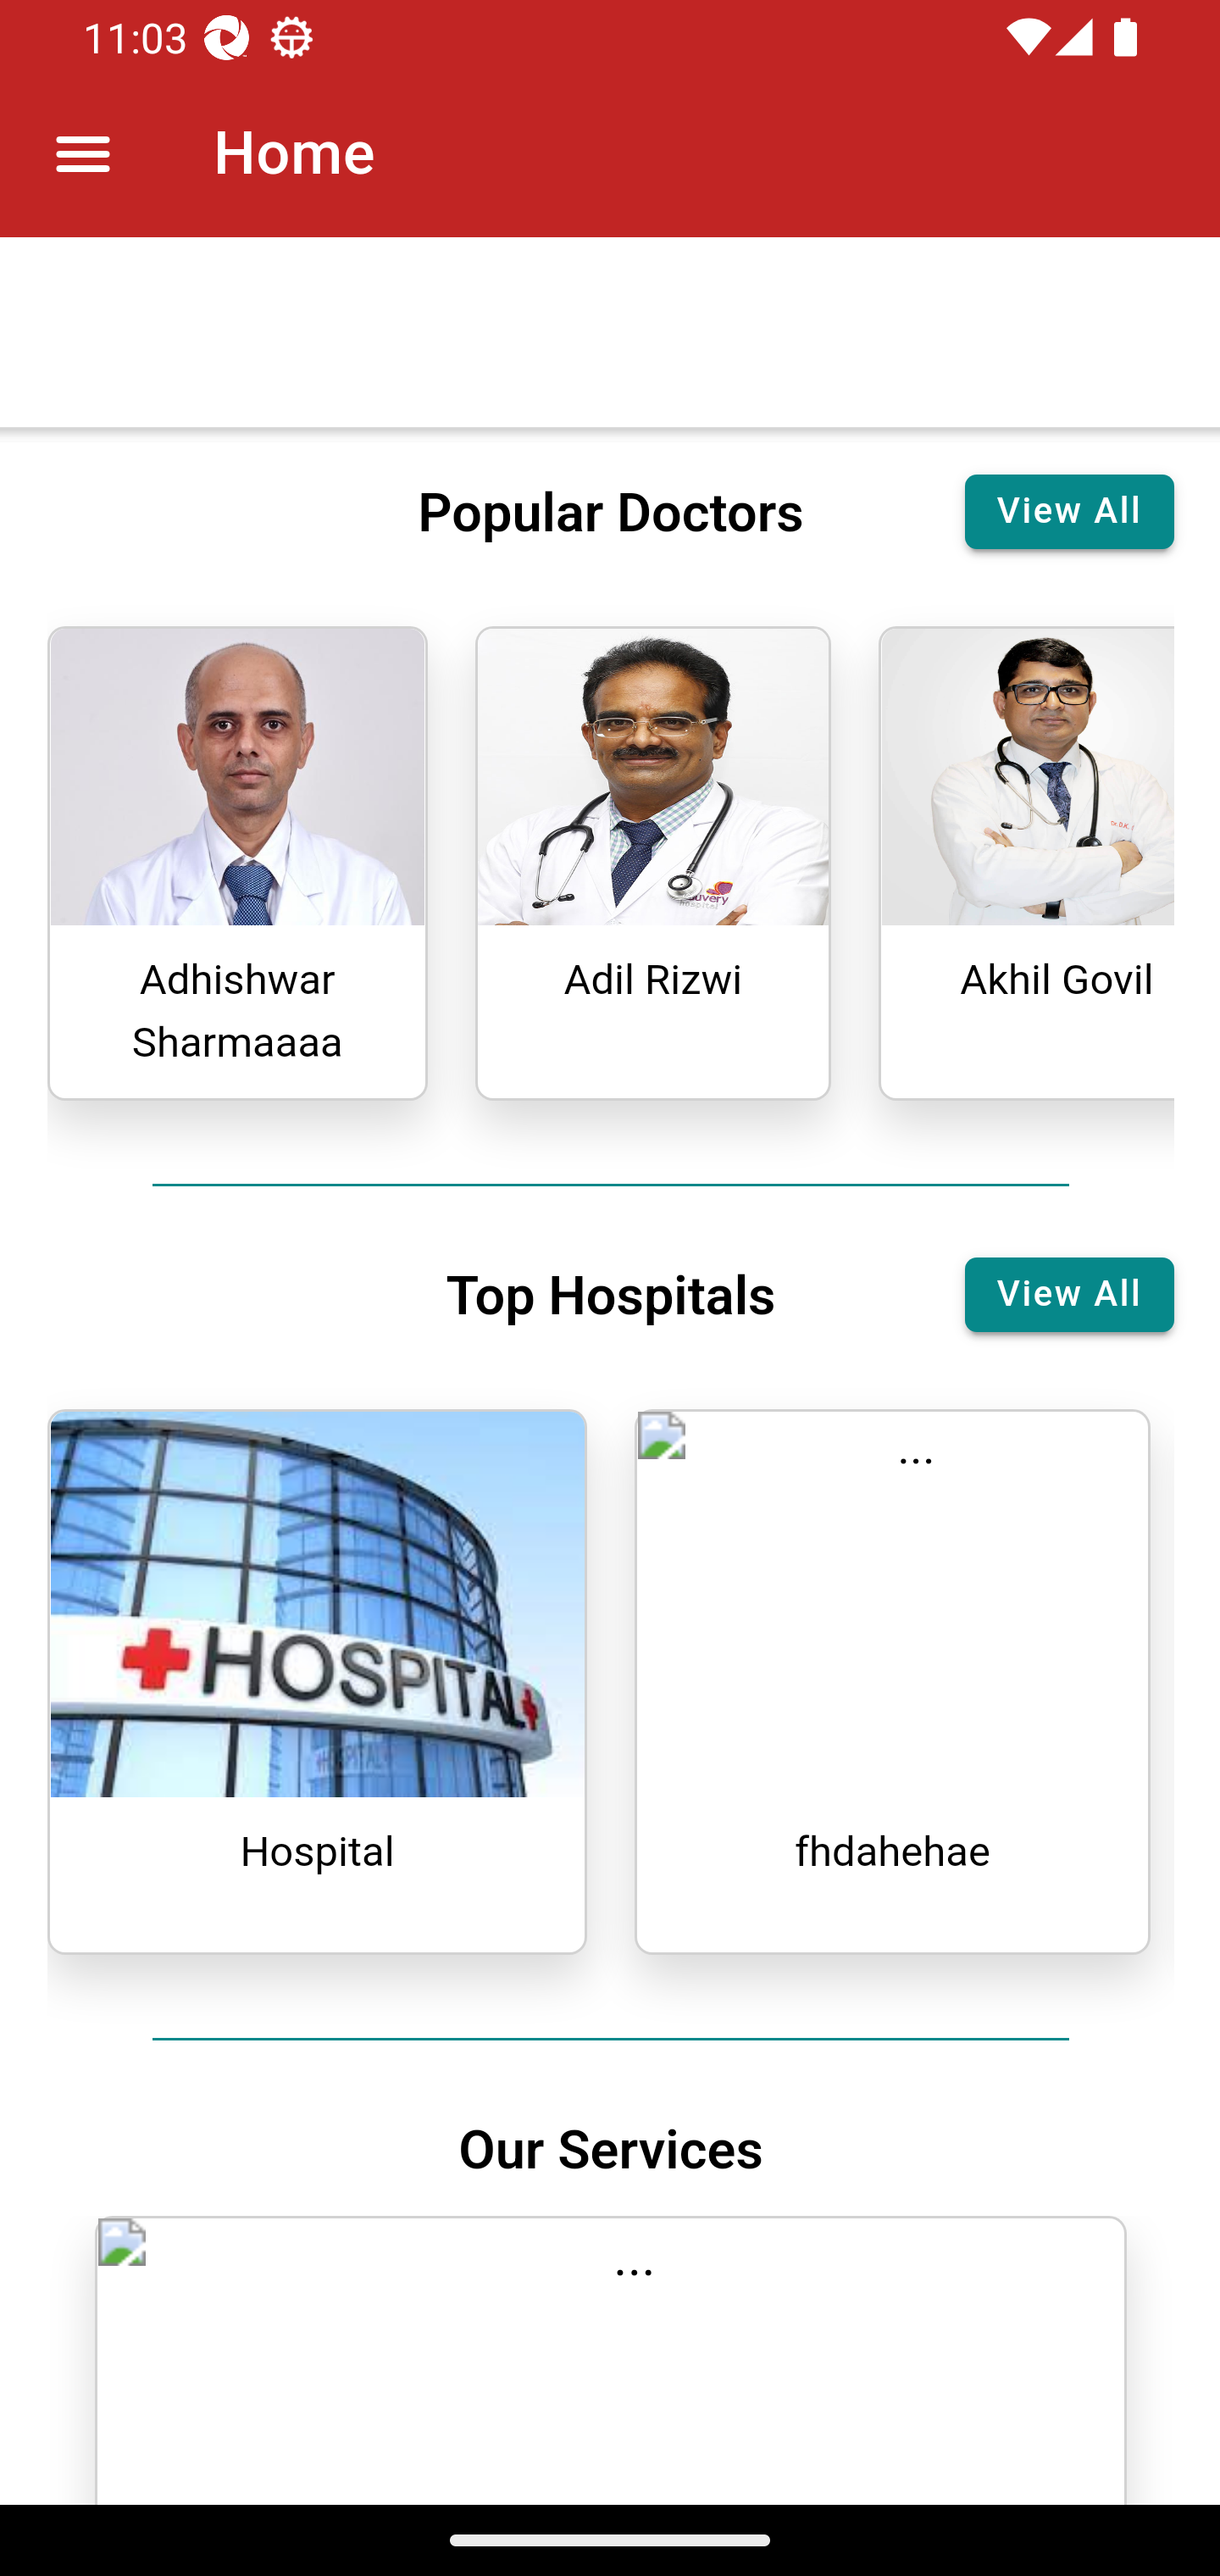 11:03
Home
Popular Doctors
View All
Adhishwar
Sharmaaaa
Adil Rizwi
Akhil Govil
Top Hospitals
View All
HOSPITAL
...
Hospital
fhdahehae
Our Services
...